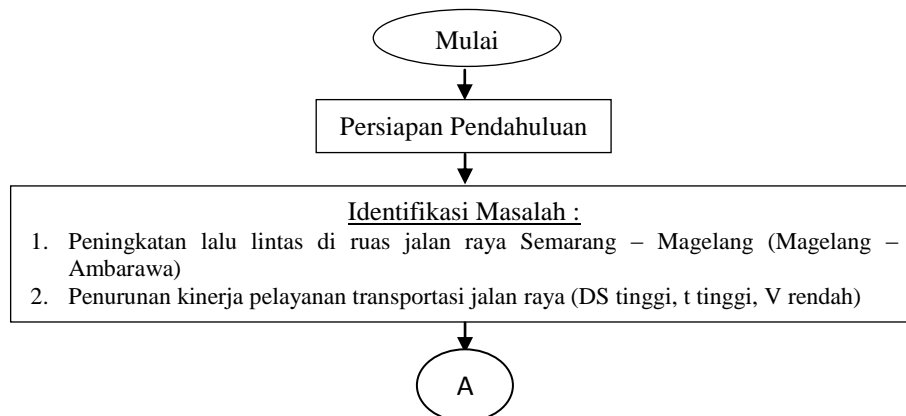 Mulai
Persiapan Pendahuluan
Identifikasi Masalah :
1. Peningkatan lalu lintas di ruas jalan raya Semarang – Magelang (Magelang –
Ambarawa)
2. Penurunan kinerja pelayanan transportasi jalan raya (DS tinggi, t tinggi, V rendah)
A